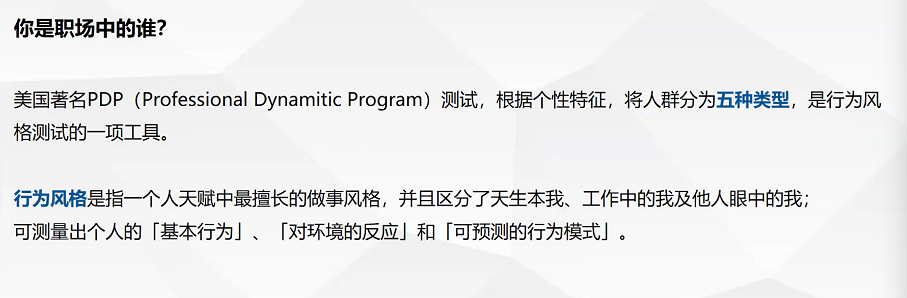 你是职场中的谁？
美国著名PDP（Professional Dynamitic Program）测试，根据个性特征，将人群分为五种类型，是行为风
格测试的一项工具。
行为风格是指一个人天赋中最擅长的做事风格，并且区分了天生本我、工作中的我及他人眼中的我；
可测量出个人的「基本行为」、「对环境的反应」和「可预测的行为模式」。